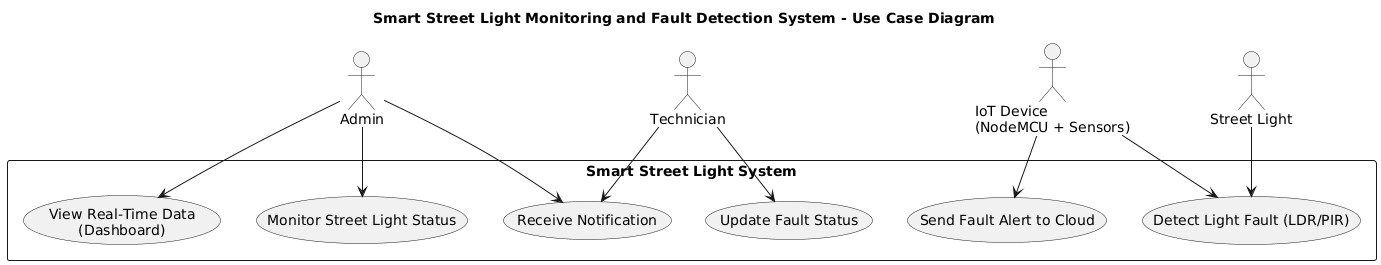 Smart Street Light Monitoring and Fault Detection System - Use Case Diagram
Admin
Technician
IoT Device
(NodeMCU + Sensors)
Street Light
Smart Street Light System
View Real-Time Data
(Dashboard)
Monitor Street Light Status
Receive Notification
Update Fault Status
Send Fault Alert to Cloud
Detect Light Fault (LDR/PIR)